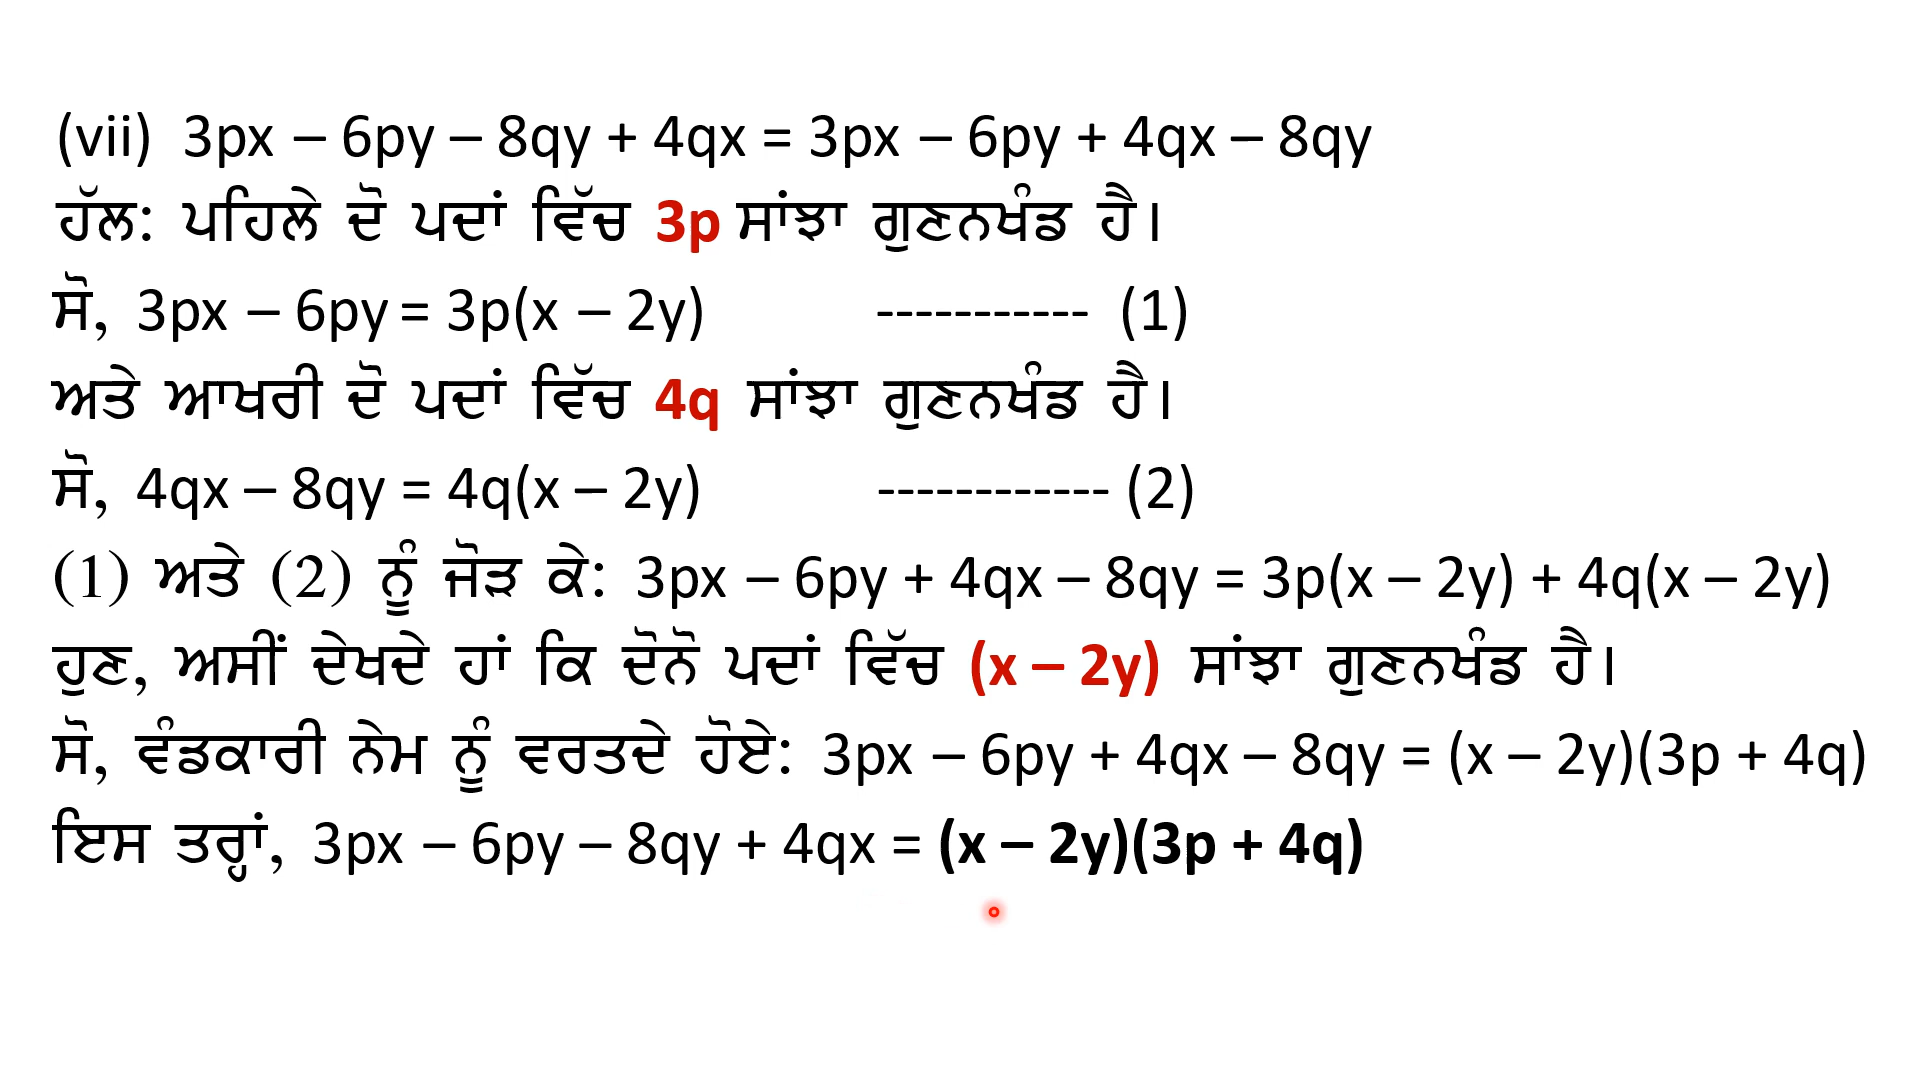 (vii) 3px – 6py – 8qy + 4qx = 3px – 6py + 4qx – 8qy
ਹੱਲ: ਪਹਿਲੇ ਦੋ ਪਦਾਂ ਵਿੱਚ 3p ਸਾਂਝਾ ਗੁਣਨਖੰਡ ਹੈ।
ਸੋ, 3px – 6py = 3p(x – 2y) ----------- (1)
ਅਤੇ ਆਖਰੀ ਦੋ ਪਦਾਂ ਵਿੱਚ 4q ਸਾਂਝਾ ਗੁਣਨਖੰਡ ਹੈ।
ਸੋ, 4qx – 8qy = 4q(x – 2y) ------------ (2)
(1) ਅਤੇ (2) ਨੂੰ ਜੋੜ ਕੇ: 3px – 6py + 4qx – 8qy = 3p(x – 2y) + 4q(x – 2y)
ਹੁਣ, ਅਸੀਂ ਦੇਖਦੇ ਹਾਂ ਕਿ ਦੋਨੋ ਪਦਾਂ ਵਿੱਚ (x – 2y) ਸਾਂਝਾ ਗੁਣਨਖੰਡ ਹੈ।
ਸੋ, ਵੰਡਕਾਰੀ ਨੇਮ ਨੂੰ ਵਰਤਦੇ ਹੋਏ: 3px – 6py + 4qx – 8qy = (x – 2y)(3p + 4q)
ਇਸ ਤਰ੍ਹਾਂ, 3px – 6py – 8qy + 4qx = (x – 2y)(3p + 4q)